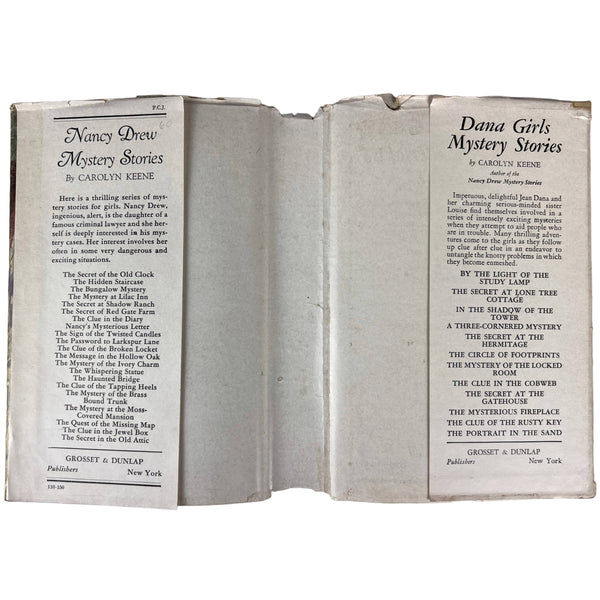 P.C.J.
60
Nancy Drew
Mystery Stories
By CAROLYN KEENE
Here is a thrilling series of mys-
tery stories for girls. Nancy Drew,
ingenious, alert, is the daughter of a
famous criminal lawyer and she her-
self is deeply interested in his mys-
tery cases. Her interest involves her
often in some very dangerous and
exciting situations.
The Secret of the Old Clock
The Hidden Staircase
The Bungalow Mystery
The Mystery at Lilac Inn
The Secret at Shadow Ranch
The Secret of Red Gate Farm
The Clue in the Diary
Nancy's Mysterious Letter
The Sign of the Twisted Candles
The Password to Larkspur Lane
The Clue of the Broken Locket
The Message in the Hollow Oak
The Mystery of the Ivory Charm
The Whispering Statue
The Haunted Bridge
The Clue of the Tapping Heels
The Mystery of the Brass
Bound Trunk
The Mystery at the Moss-
Covered Mansion
The Quest of the Missing Map
The Clue in the Jewel Box
The Secret in the Old Attic
GROSSET & DUNLAP
Publishers New York
110-150
Dana Girls
Mystery Stories
by CAROLYN KEENE
Author of the
Nancy Drew Mystery Stories
Impetuous, delightful Jean Dana and
her charming serious-minded sister
Louise find themselves involved in a
series of intensely exciting mysteries
when they attempt to aid people who
are in trouble. Many thrilling adven-
tures come to the girls as they follow
up clue after clue in an endeavor to
untangle the knotty problems in which
they become enmeshed.
BY THE LIGHT OF THE
STUDY LAMP
THE SECRET AT LONE TREE
COTTAGE
IN THE SHADOW OF THE
TOWER
A THREE-CORNERED MYSTERY
THE SECRET AT THE
HERMITAGE
THE CIRCLE OF FOOTPRINTS
THE MYSTERY OF THE LOCKED
ROOM
THE CLUE IN THE COBWEB
THE SECRET AT THE
GATEHOUSE
THE MYSTERIOUS FIREPLACE
THE CLUE OF THE RUSTY KEY
THE PORTRAIT IN THE SAND
GROSSET & DUNLAP
Publishers New York